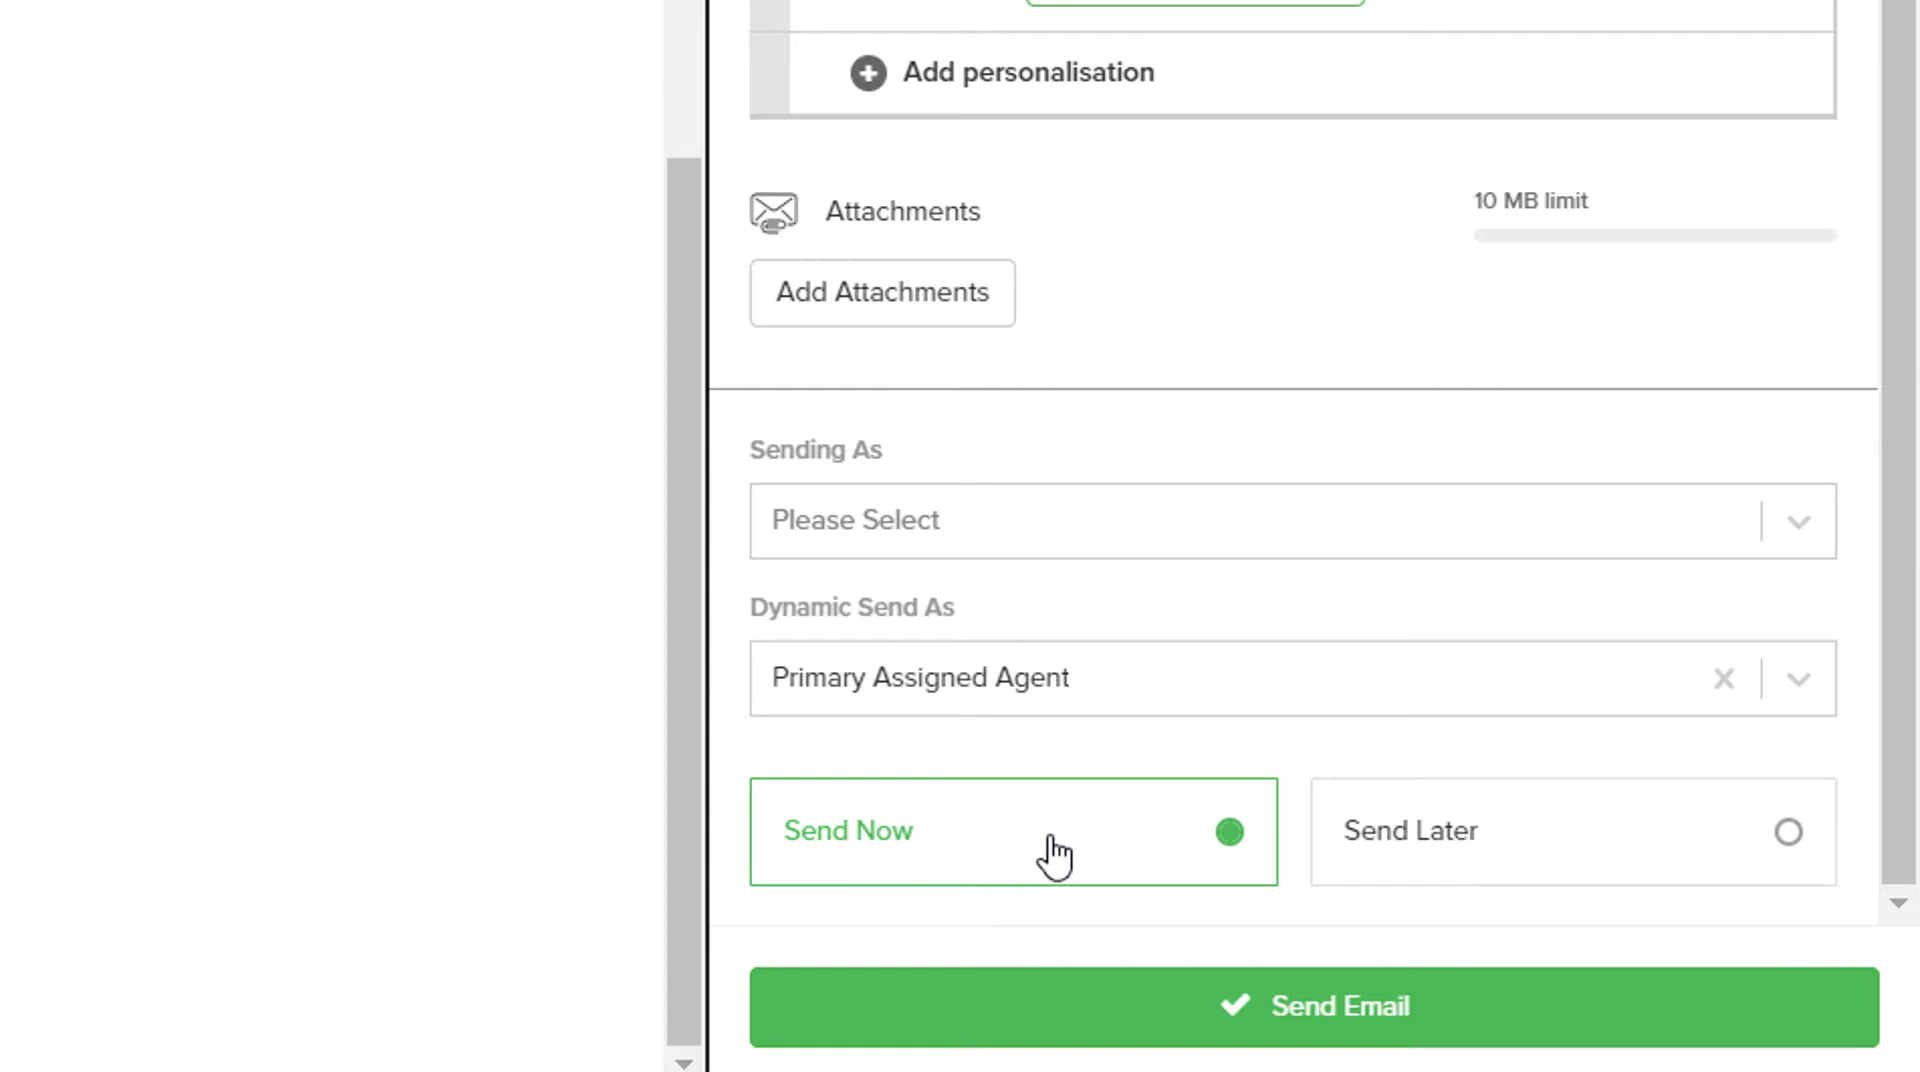 Add personalisation
Attachments
10 MB limit
Add Attachments
Sending As
Please Select
Dynamic Send As
Primary Assigned Agent
Send Now
Send Later
Send Email